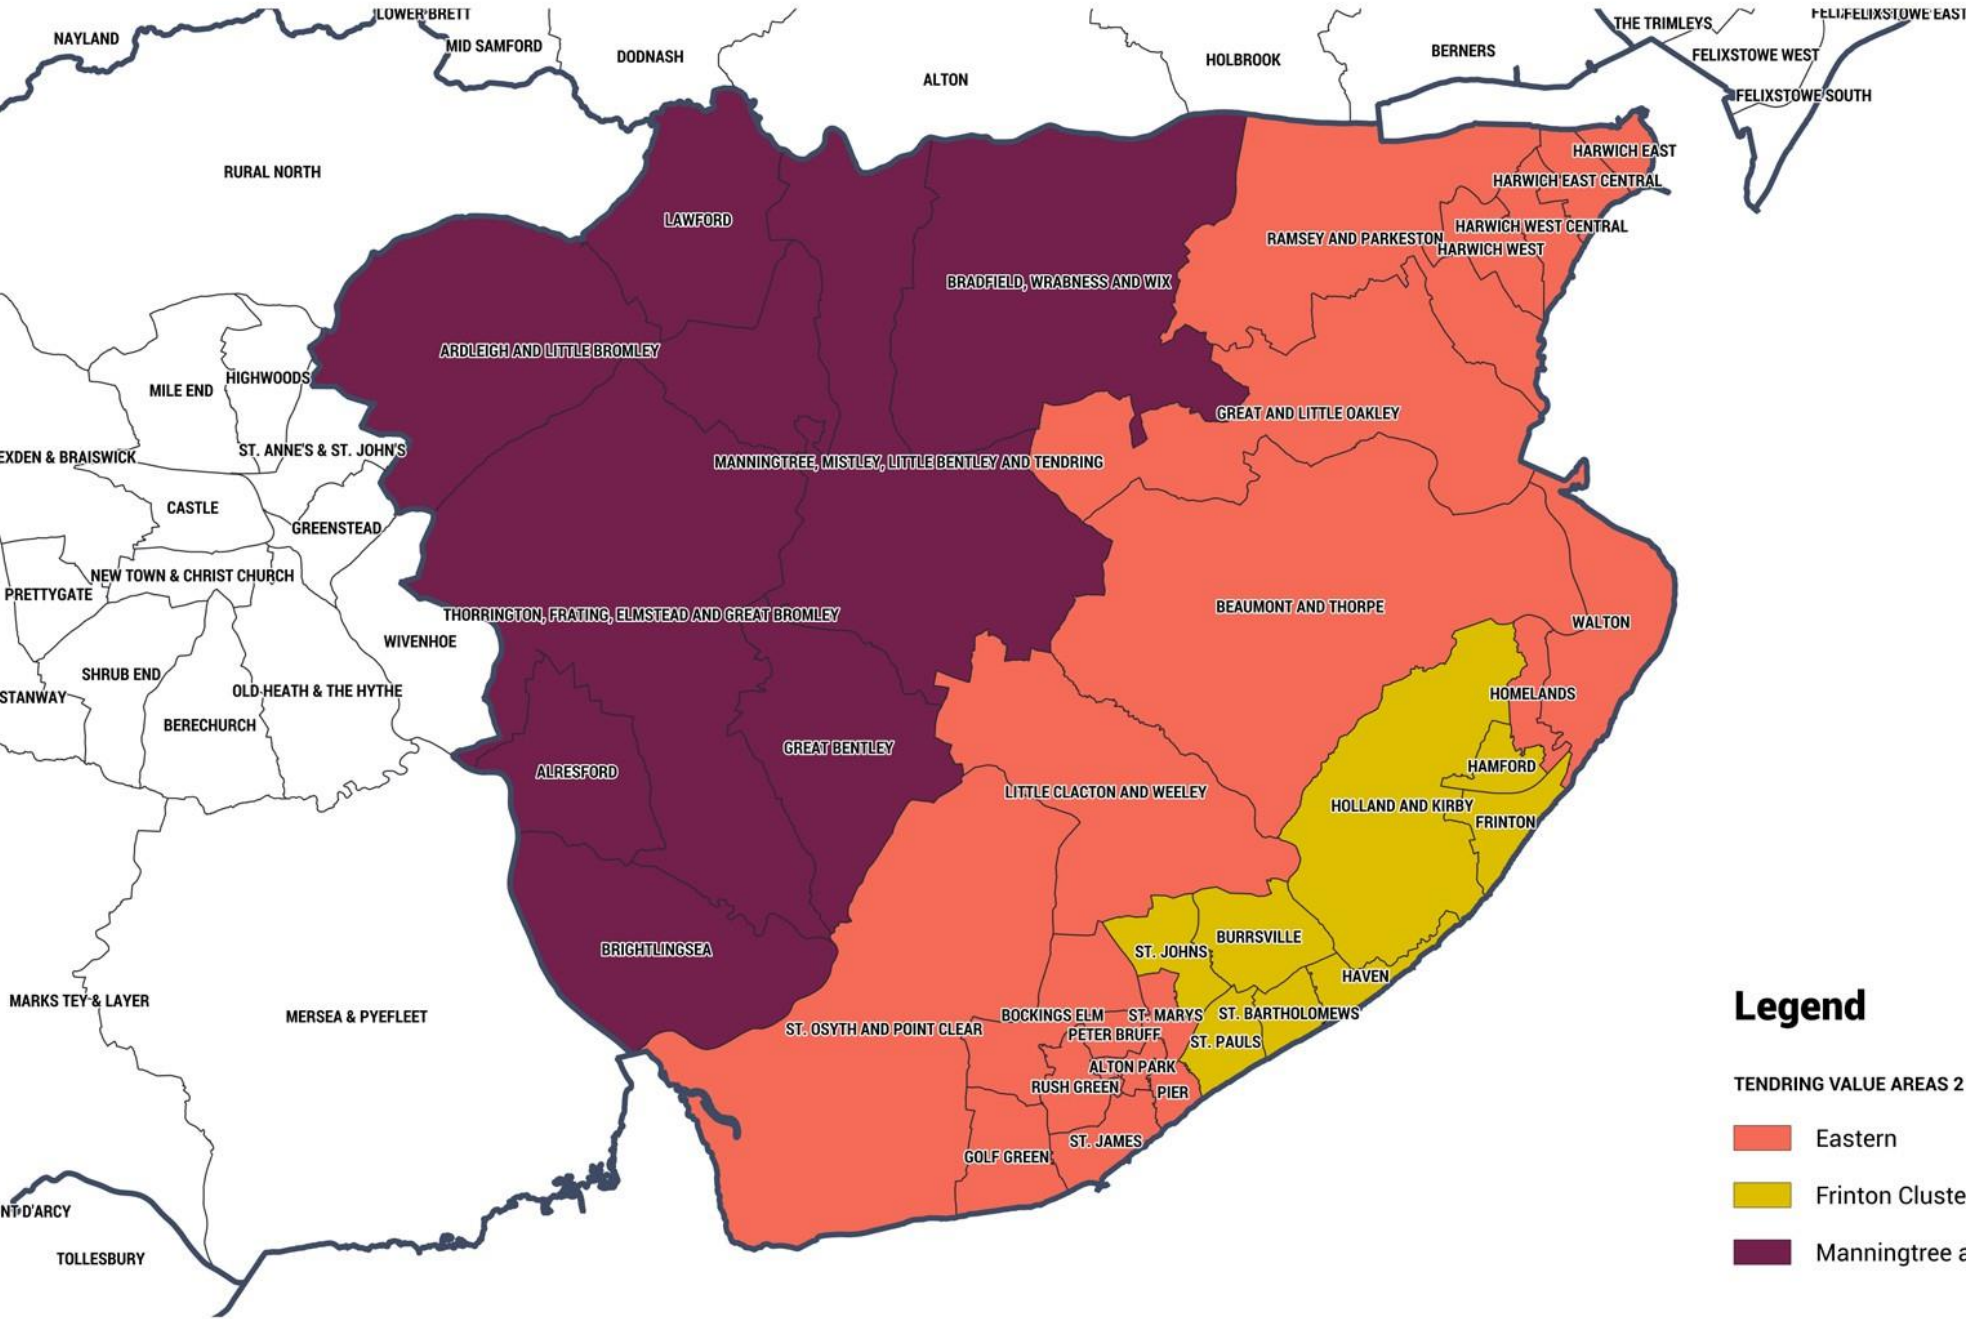 LOWER BRETT
FELIXSTOWE EAST
THE TRIMLEYS
NAYLAND
MID SAMFORD
BERNERS
DODNASH
FELIXSTOWE WEST
HOLBROOK
ALTON
FELIXSTOWE SOUTH
HARWICH EAST
RURAL NORTH
HARWICH EAST CENTRAL
LAWFORD
HARWICH WEST CENTRAL
RAMSEY AND PARKESTON
HARWICH WEST
BRADFIELD, WRABNESS AND WIX
ARDLEIGH AND LITTLE BROMLEY
HIGHWOODS
MILE END
GREAT AND LITTLE OAKLEY
ST. ANNE'S & ST. JOHN'S
EXDEN & BRAISWICK
MANNINGTREE, MISTLEY, LITTLE BENTLEY AND TENDRING
CASTLE
GREENSTEAD
NEW TOWN & CHRIST CHURCH
PRETTYGATE
BEAUMONT AND THORPE
THORRINGTON, FRATING, ELMSTEAD AND GREAT BROMLEY
WALTON
WIVENHOE
SHRUB END
OLD HEATH & THE HYTHE
HOMELANDS
STANWAY
BERECHURCH
GREAT BENTLEY
HAMFORD
ALRESFORD
LITTLE CLACTON AND WEELEY
HOLLAND AND KIRBY
FRINTON
BURRSVILLE
BRIGHTLINGSEA
ST. JOHNS
HAVEN
MARKS TEY & LAYER
Legend
MERSEA & PYEFLEET
BOCKINGS ELM
ST. MARYS
ST. BARTHOLOMEWS
ST. OSYTH AND POINT CLEAR
PETER BRUFF
ST. PAULS
ALTON PARK
TENDRING VALUE AREAS 2
RUSH GREEN
PIER
Eastern
ST. JAMES
GOLF GREEN
Frinton Cluste
NT D'ARCY
Manningtree a
TOLLESBURY